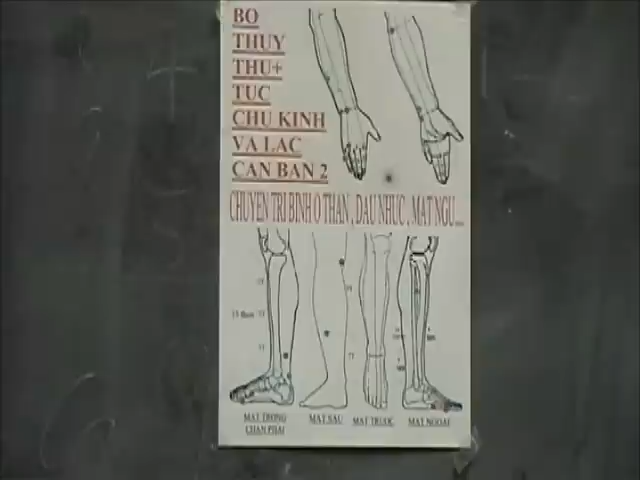 BO
THUY
THU+
TUC
CHU KINH
VA LAC
CAN BAN 2
CHUYEN TRI BINH O THAN , DAU NHUC , MAT NGU...
MAT TRONG
CHAN PHAI
MAT SAU
MAT TRUOC
MAT NGOAI